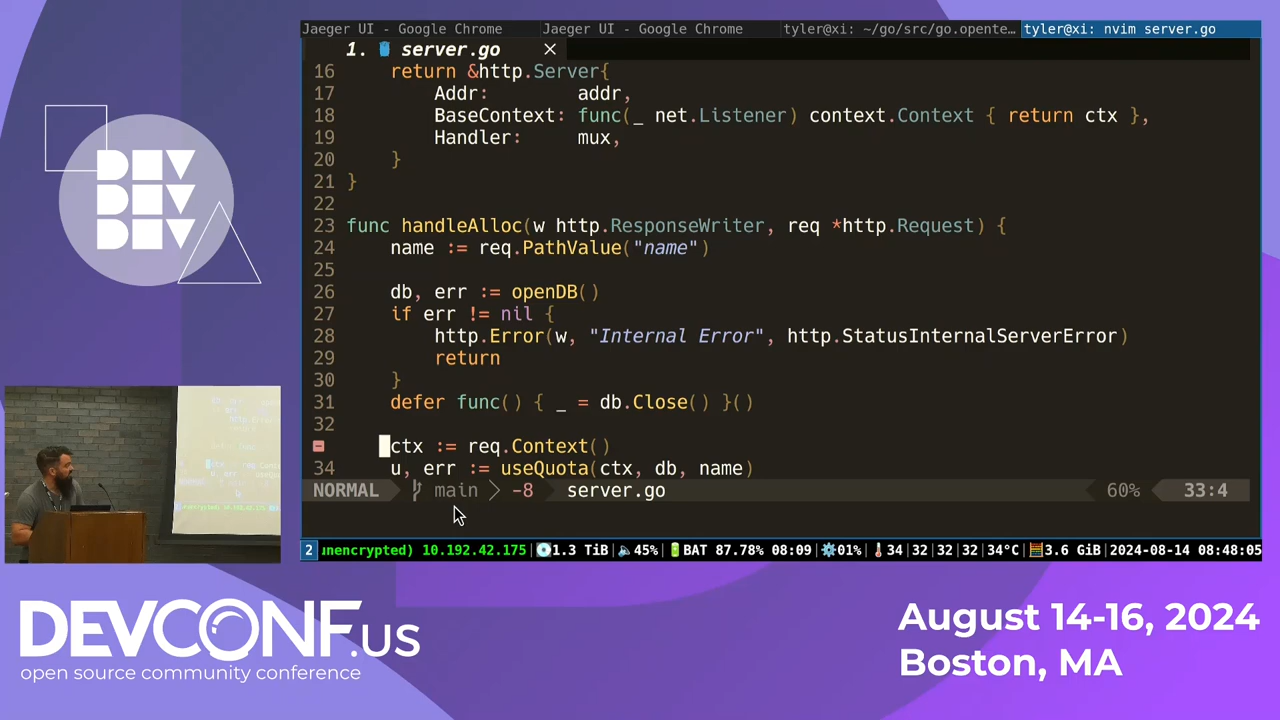 Jaeger UI - Google Chrome Jaeger UI - Google Chrome tyler@xi: ~/go/src/go.opente… tyler@xi: nvim server.go
1. server.go ×
16 return &http.Server{
17 Addr: addr,
18 BaseContext: func(_ net.Listener) context.Context { return ctx },
19 Handler: mux,
20 }
21 }
22
23 func handleAlloc(w http.ResponseWriter, req *http.Request) {
24 name := req.PathValue("name")
25
26 db, err := openDB()
27 if err != nil {
28 http.Error(w, "Internal Error", http.StatusInternalServerError)
29 return
30 }
31 defer func() { _ = db.Close() }()
32
ctx := req.Context()
34 u, err := useQuota(ctx, db, name)
NORMAL main -8 server.go 60% 33:4
2 unencrypted) 10.192.42.175 1.3 TiB 45% BAT 87.78% 08:09 01% 34 32 32 32 34°C 3.6 GiB 2024-08-14 08:48:05
DEV
DEV
DEV
DEVCONF.us
open source community conference
August 14-16, 2024
Boston, MA